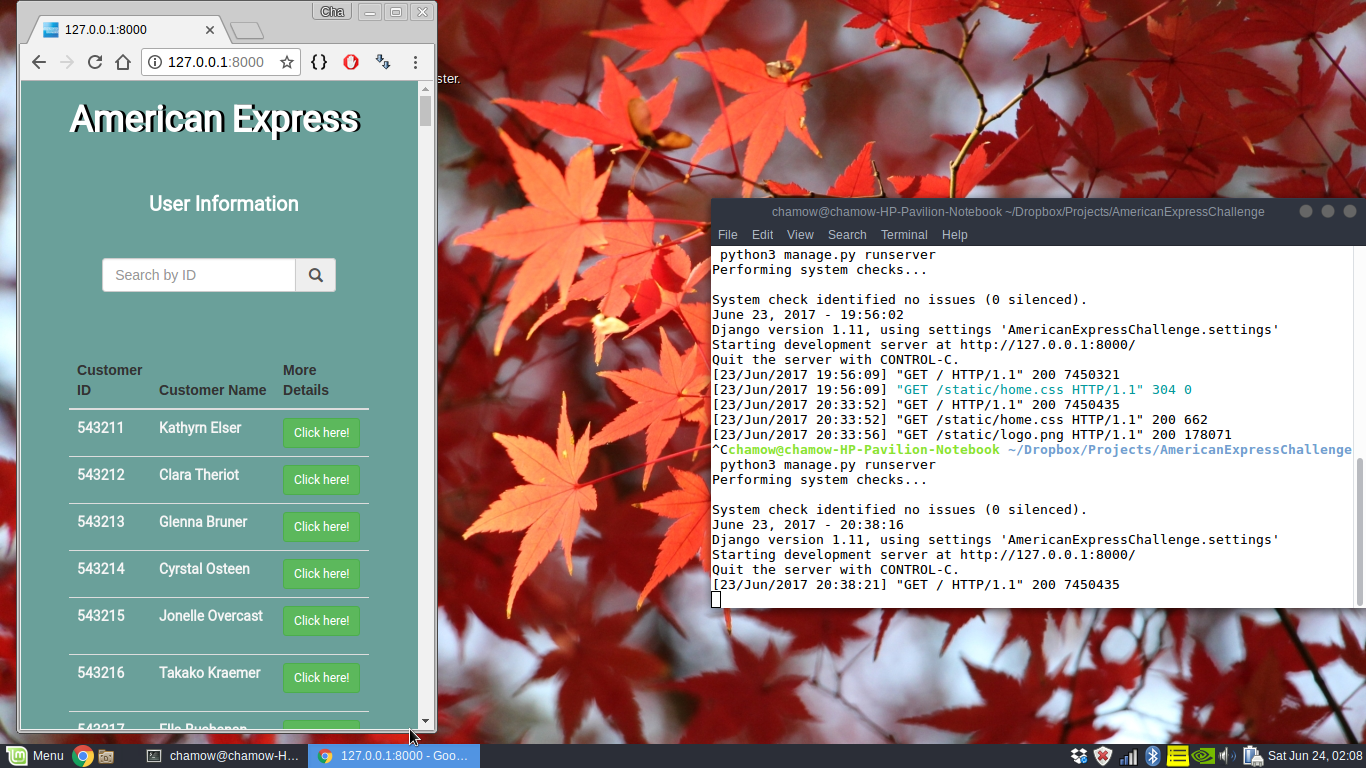 Cha
127.0.0.1:8000
127.0.0.1:8000
ster.
American Express
User Information
Search by ID
Customer ID
Customer Name
More Details
543211 Kathyrn Elser Click here!
543212 Clara Theriot Click here!
543213 Glenna Bruner Click here!
543214 Cyrstal Osteen Click here!
543215 Jonelle Overcast Click here!
543216 Takako Kraemer Click here!
543217
chamow@chamow-HP-Pavilion-Notebook ~/Dropbox/Projects/AmericanExpressChallenge
File Edit View Search Terminal Help
python3 manage.py runserver
Performing system checks...
System check identified no issues (0 silenced).
June 23, 2017 - 19:56:02
Django version 1.11, using settings 'AmericanExpressChallenge.settings'
Starting development server at http://127.0.0.1:8000/
Quit the server with CONTROL-C.
[23/Jun/2017 19:56:09] "GET / HTTP/1.1" 200 7450321
[23/Jun/2017 19:56:09] "GET /static/home.css HTTP/1.1" 304 0
[23/Jun/2017 20:33:52] "GET / HTTP/1.1" 200 7450435
[23/Jun/2017 20:33:52] "GET /static/home.css HTTP/1.1" 200 662
[23/Jun/2017 20:33:56] "GET /static/logo.png HTTP/1.1" 200 178071
^Cchamow@chamow-HP-Pavilion-Notebook ~/Dropbox/Projects/AmericanExpressChallenge
python3 manage.py runserver
Performing system checks...
System check identified no issues (0 silenced).
June 23, 2017 - 20:38:16
Django version 1.11, using settings 'AmericanExpressChallenge.settings'
Starting development server at http://127.0.0.1:8000/
Quit the server with CONTROL-C.
[23/Jun/2017 20:38:21] "GET / HTTP/1.1" 200 7450435
Menu
chamow@chamow-H...
127.0.0.1:8000 - Goo...
Sat Jun 24, 02:08